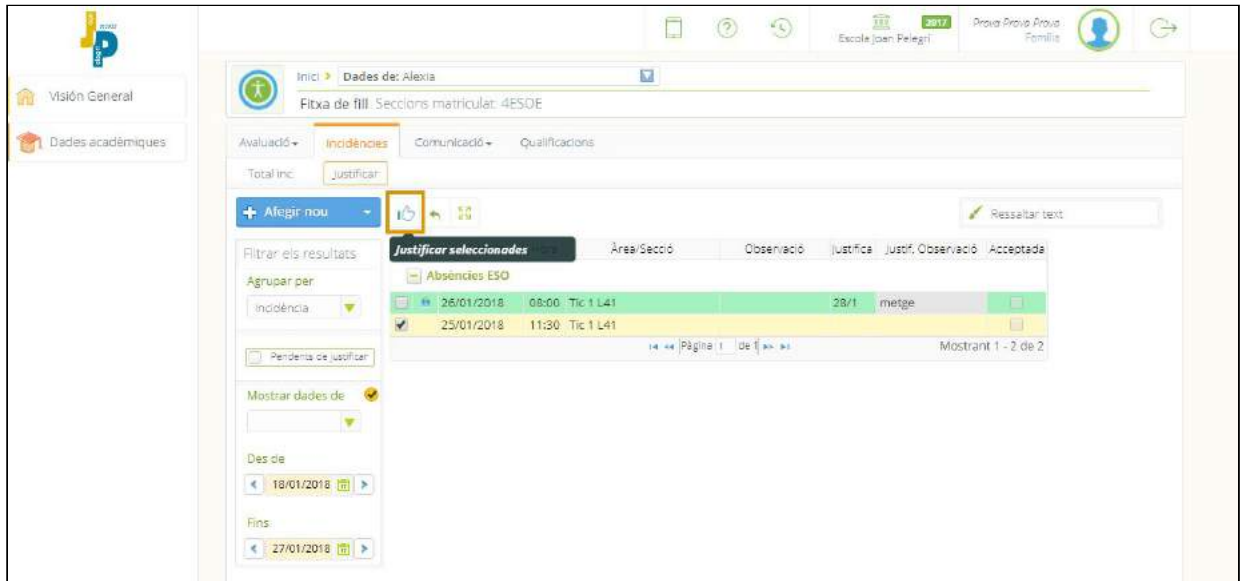 2017
Escola Joan Pelegrí
Prova Prova Prova
Família
Visión General
Dades acadèmiques
Inici > Dades de: Alexia
Fitxa de fill. Seccions matriculat: 4ESOE
Avaluació Incidències Comunicació Qualificacions
Total inc. Justificar
Afegir nou
Ressaltar text
Justificar seleccionades
Àrea/Secció Observació Justifica Justif. Observació Acceptada
Filtrar els resultats
Agrupar per
Incidència
Pendents de justificar
Mostrar dades de
Des de
18/01/2018
Fins
27/01/2018
Absències ESO
26/01/2018 08:00 Tic 1 L41 28/1 metge
25/01/2018 11:30 Tic 1 L41
Pàgina 1 de 1
Mostrant 1 - 2 de 2